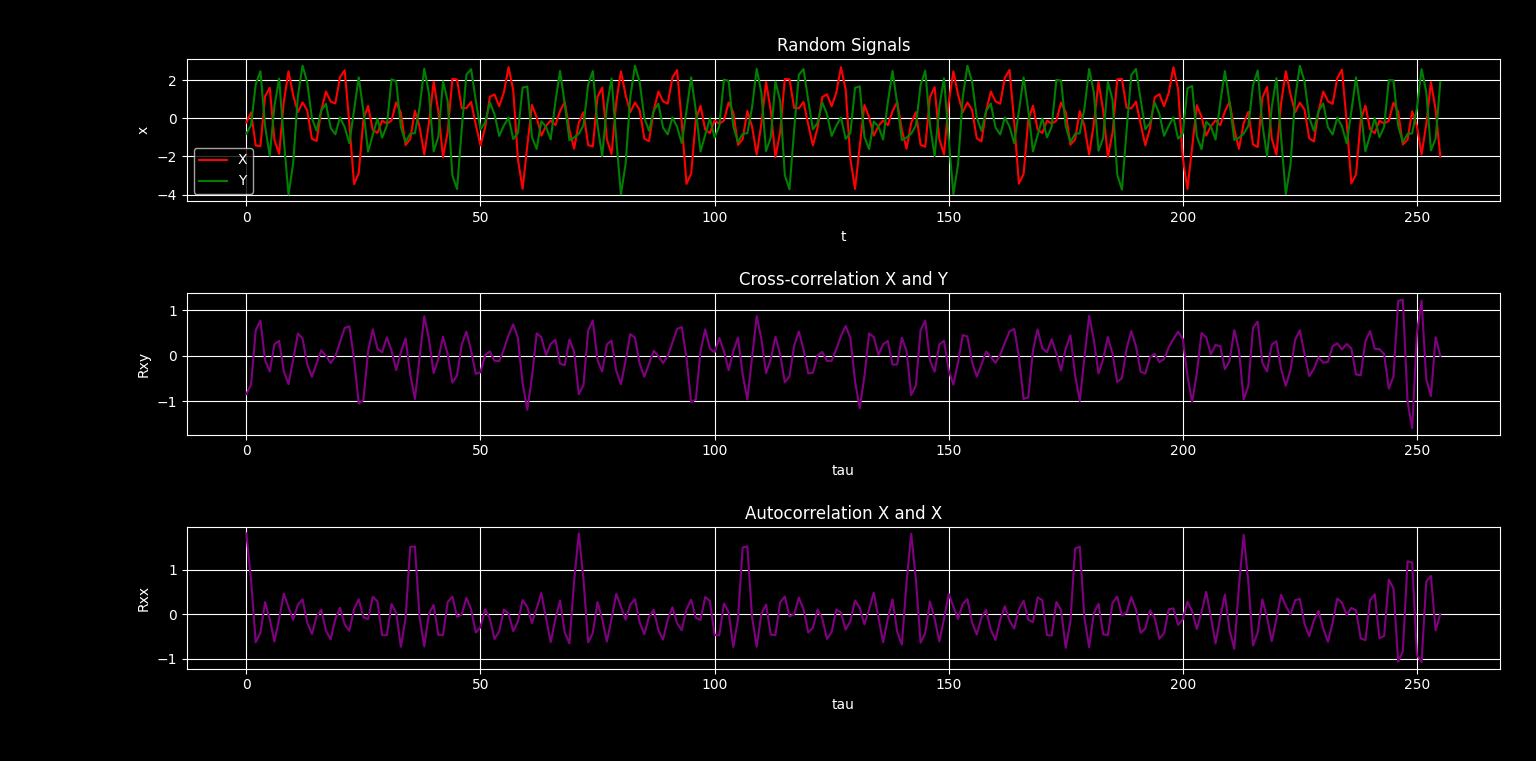 Random Signals
x
2
0
−2
−4
X
Y
0 50 100 150 200 250
t
Cross-correlation X and Y
Rxy
1
0
−1
0 50 100 150 200 250
tau
Autocorrelation X and X
Rxx
1
0
−1
0 50 100 150 200 250
tau